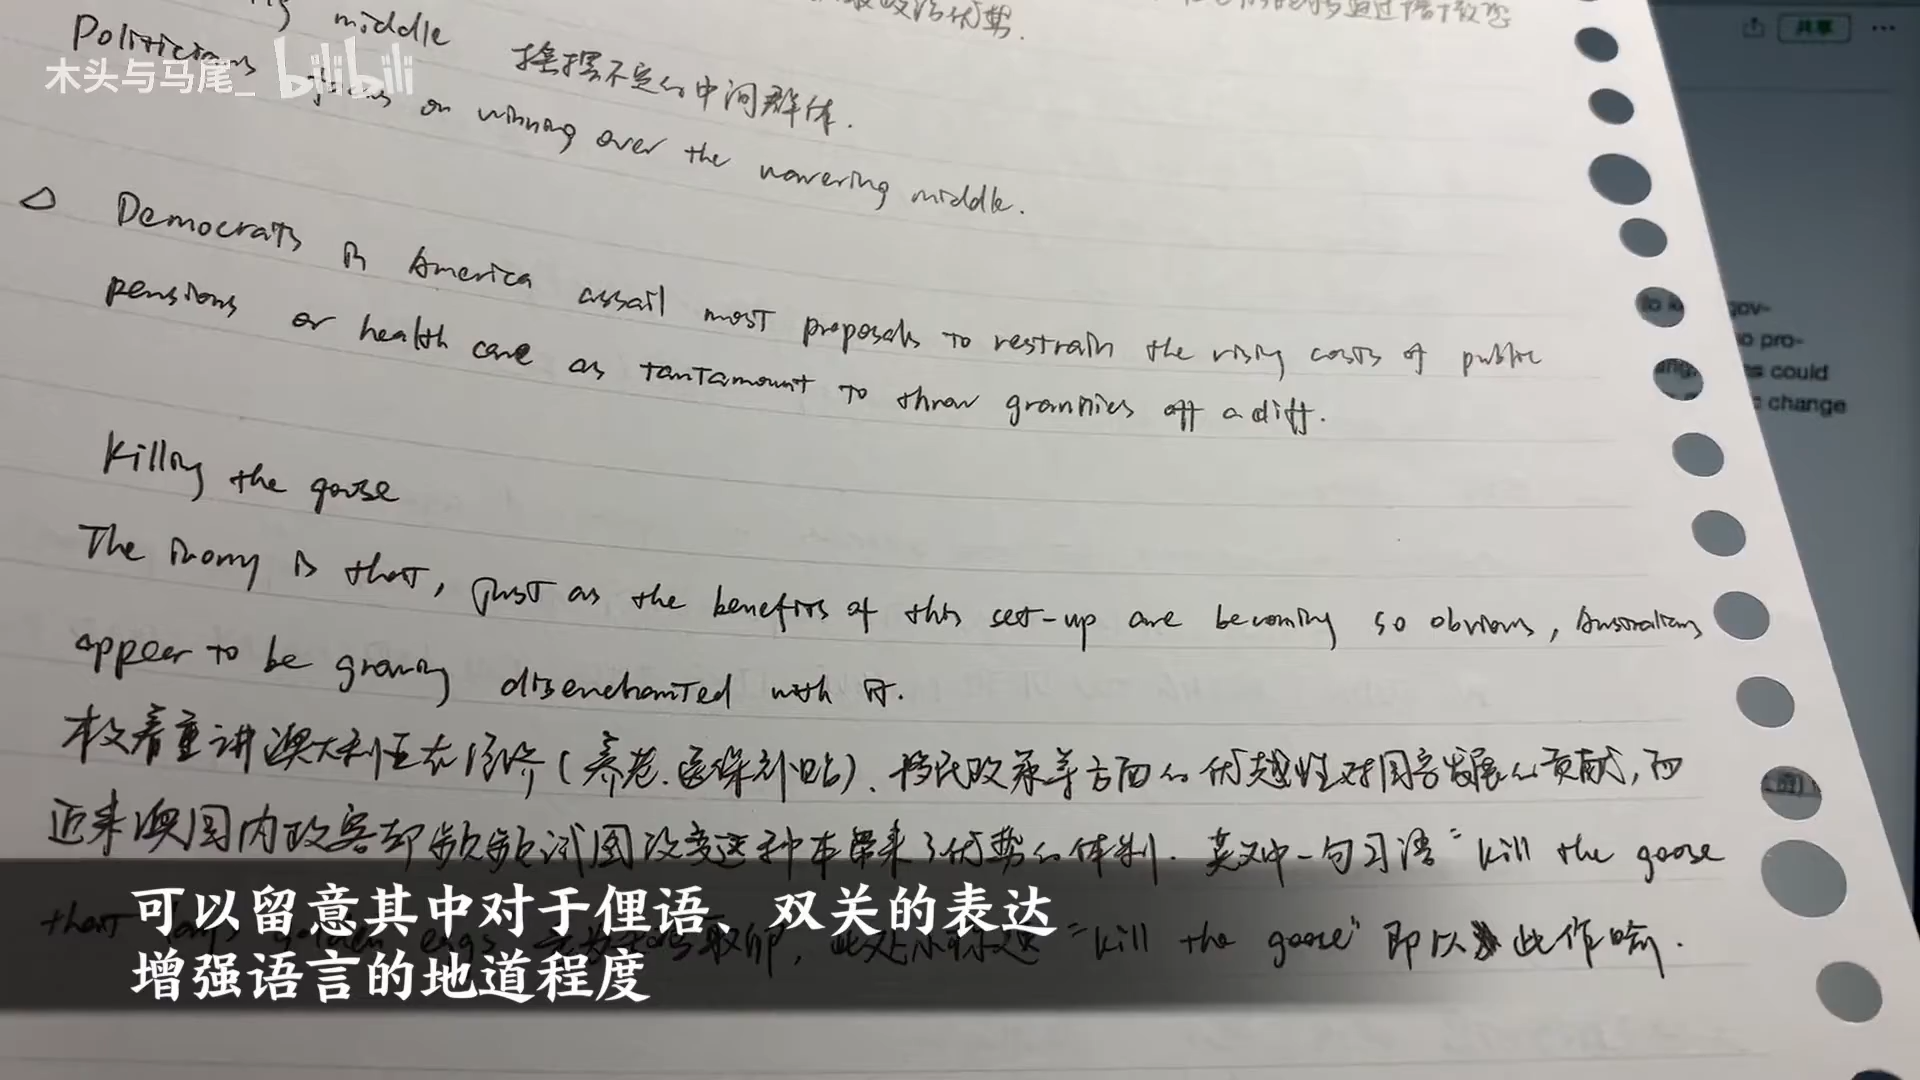 middle 摇摆不定的中间群体.
Politicians focus on winning over the wavering middle.
木头与马尾_ bilibili
共享
△ Democrats in America assail most proposals to restrain the rising costs of public
pensions or health care as tantamount to throw grannies off a cliff.
Killing the goose
The irony is that, just as the benefits of this set-up are becoming so obvious, Australians
appear to be growing disenchanted with it.
本文着重讲澳大利亚在经济(养老.医保补贴)、移民政策等方面的优越性对国家发展的贡献,而
近来澳国内政客却频频试图改变这种本带来了优势的体制. 英文中一句习语“kill the goose
that lays golden eggs 取卵, 此处小标题“kill the goose”即以此作喻.
可以留意其中对于俚语、双关的表达
增强语言的地道程度
gov-
o pro-
s could
change